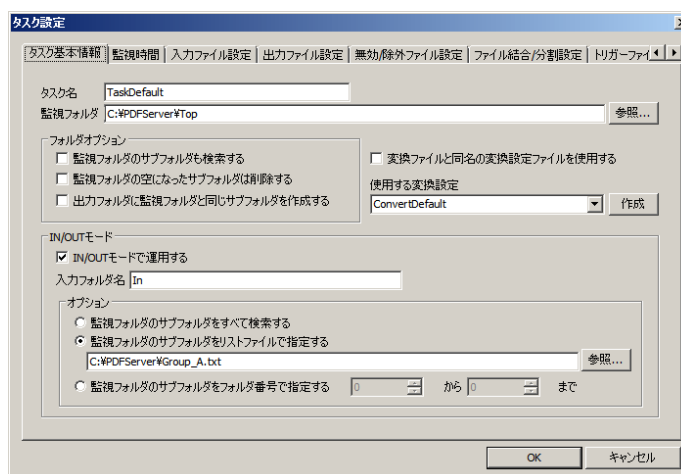 タスク設定
タスク基本情報 監視時間 入力ファイル設定 出力ファイル設定 無効/除外ファイル設定 ファイル結合/分割設定 トリガーファイ
タスク名 TaskDefault
監視フォルダ C:¥PDFServer¥Top 参照...
フォルダオプション
監視フォルダのサブフォルダも検索する
監視フォルダの空になったサブフォルダは削除する
出力フォルダに監視フォルダと同じサブフォルダを作成する
変換ファイルと同名の変換設定ファイルを使用する
使用する変換設定
ConvertDefault 作成
IN/OUTモード
IN/OUTモードで運用する
入力フォルダ名 In
オプション
監視フォルダのサブフォルダをすべて検索する
監視フォルダのサブフォルダをリストファイルで指定する
C:¥PDFServer¥Group_A.txt 参照...
監視フォルダのサブフォルダをフォルダ番号で指定する 0 から 0 まで
OK キャンセル